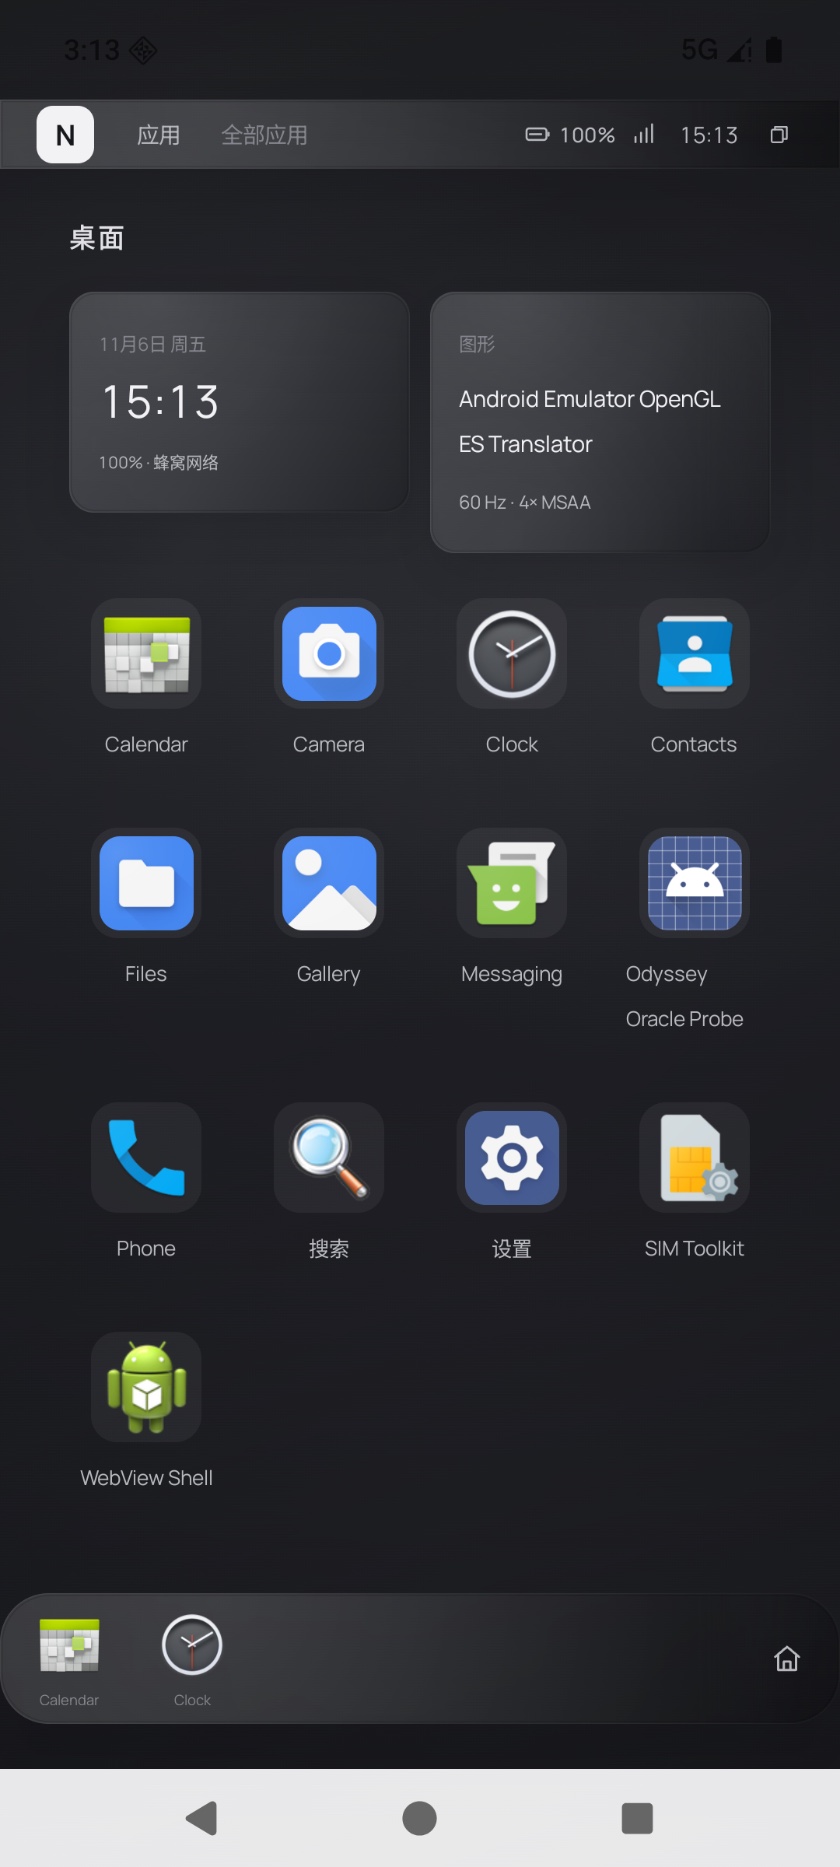 3:13
5G
N 应用 全部应用 100% 15:13
桌面
11月6日 周五
15:13
100% · 蜂窝网络
图形
Android Emulator OpenGL
ES Translator
60 Hz · 4× MSAA
Calendar
Camera
Clock
Contacts
Files
Gallery
Messaging
Odyssey
Oracle Probe
Phone
搜索
设置
SIM Toolkit
WebView Shell
Calendar
Clock